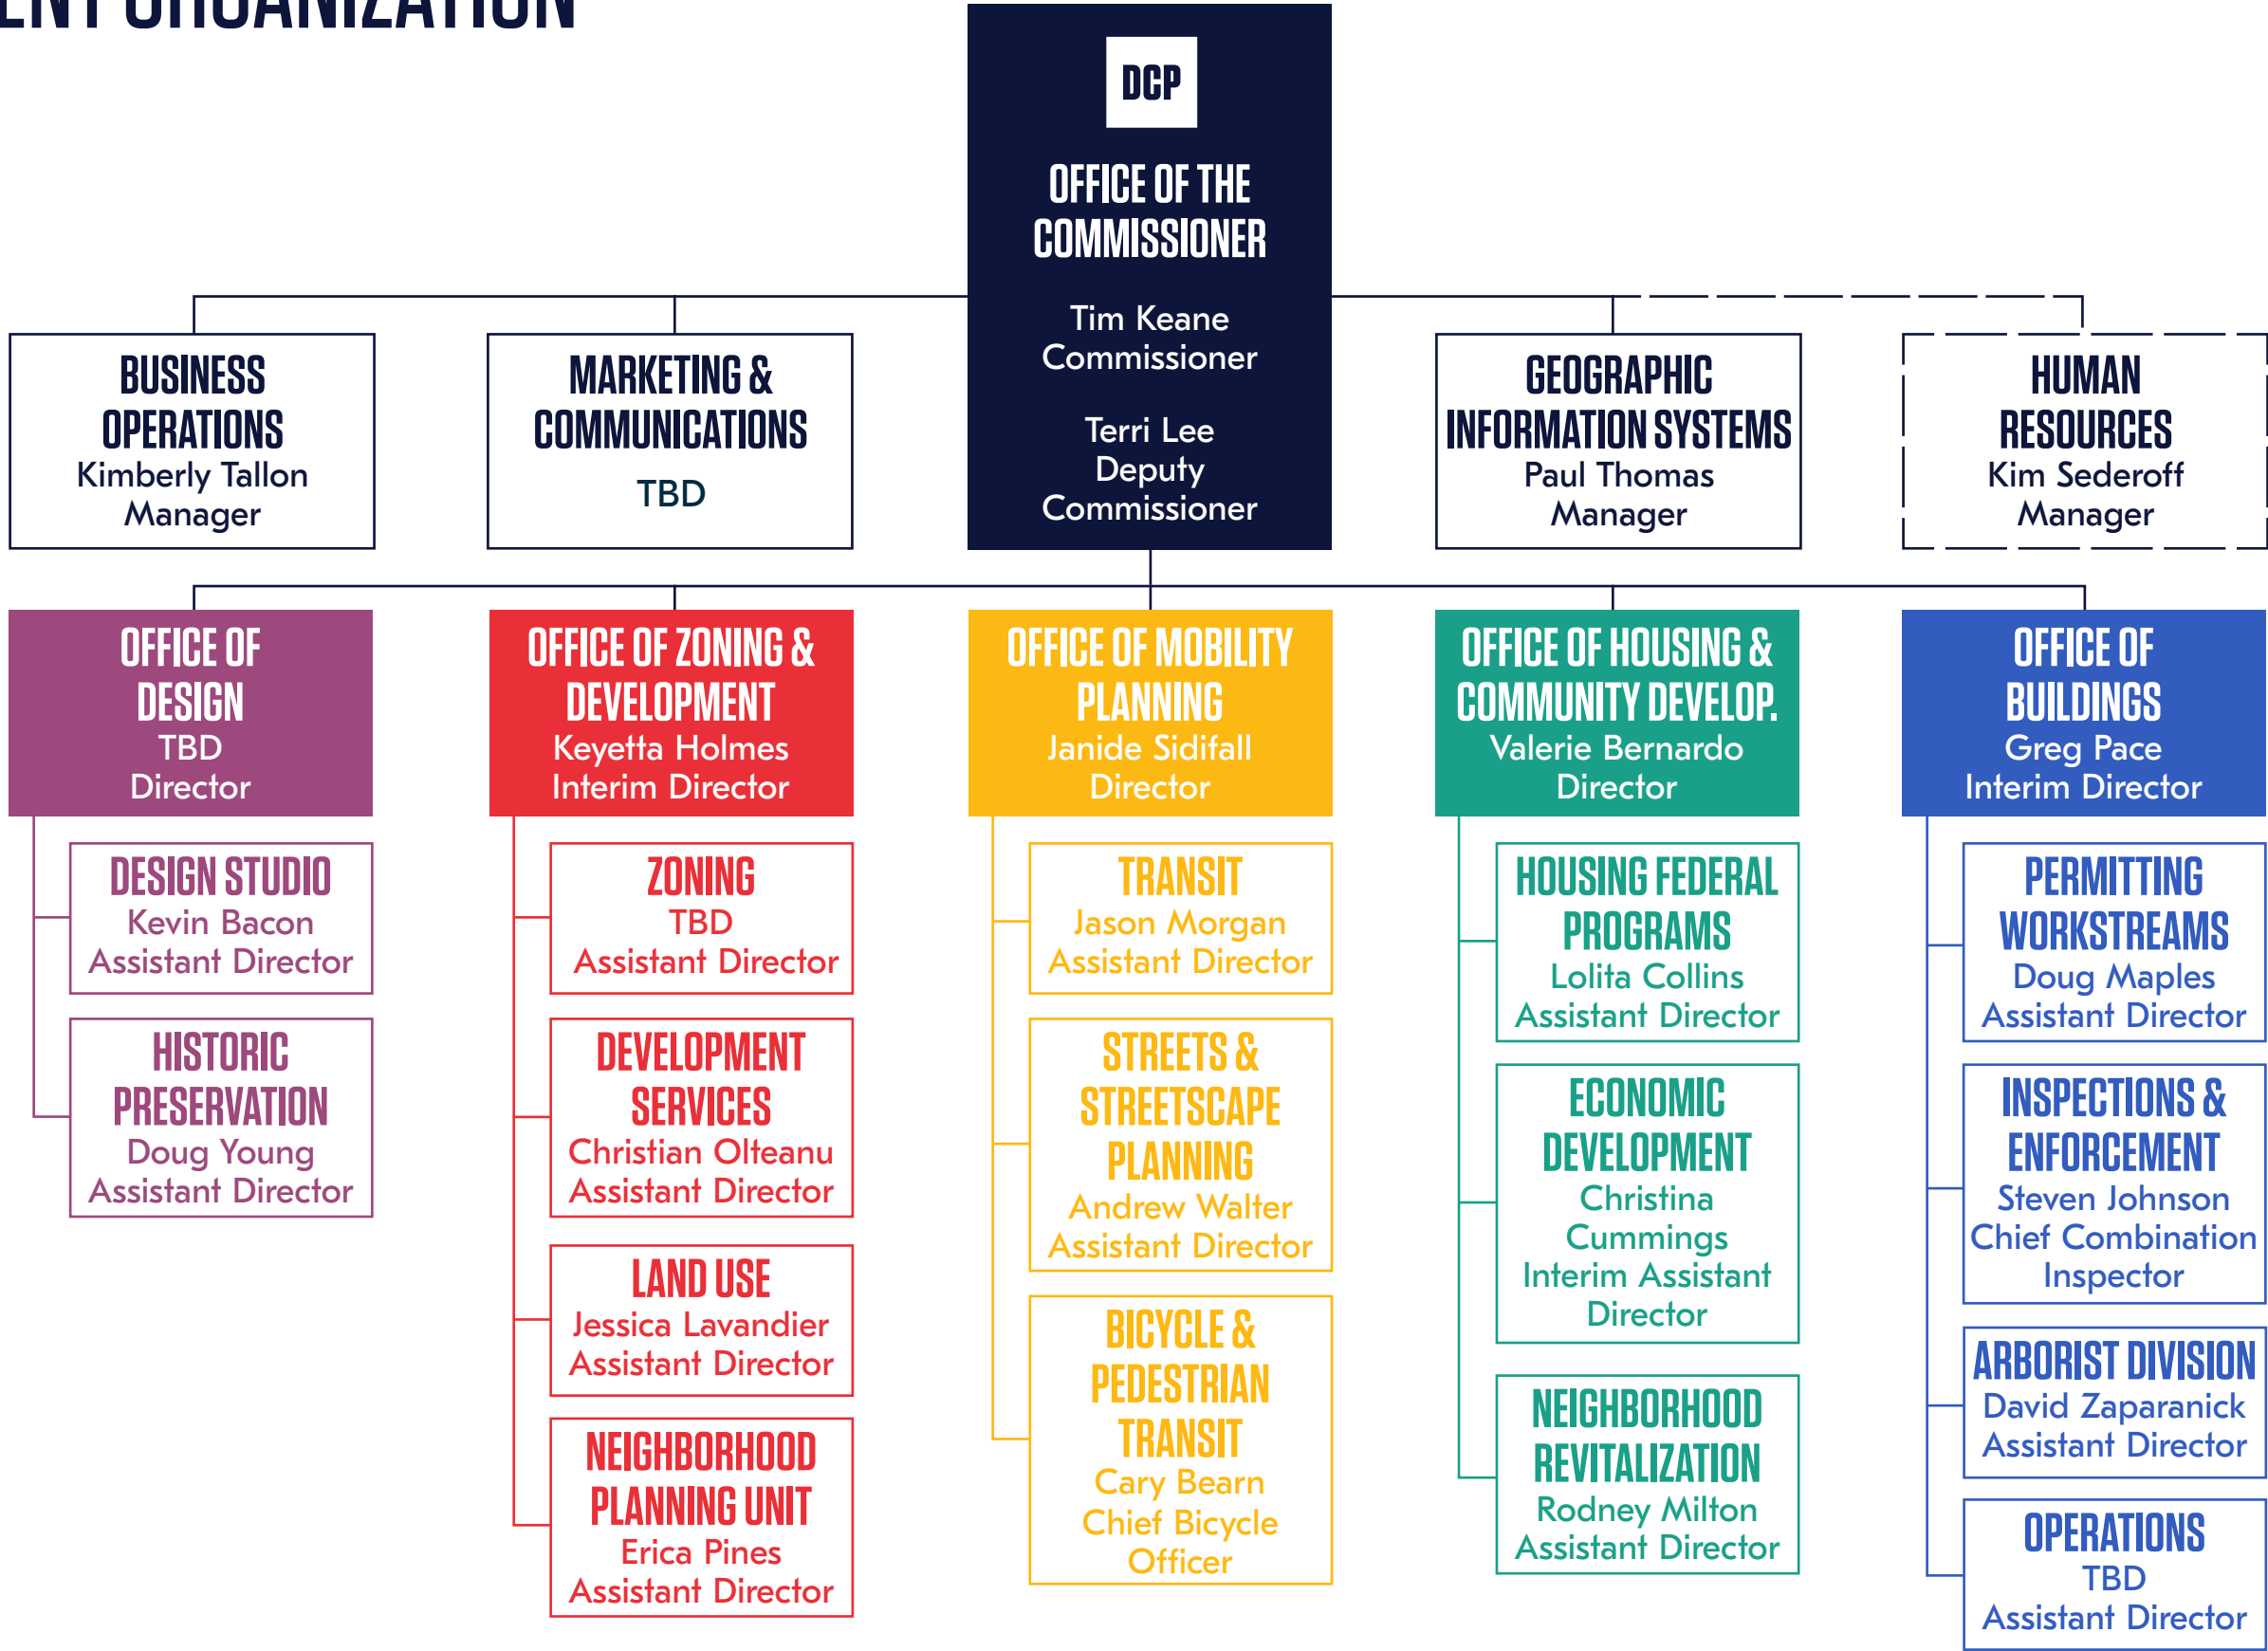 ENT ORGANIZATION
DCP
OFFICE OF THE
COMMISSIONER
Tim Keane
Commissioner
Terri Lee
Deputy
Commissioner
BUSINESS
OPERATIONS
Kimberly Tallon
Manager
MARKETING &
COMMUNICATIONS
TBD
GEOGRAPHIC
INFORMATION SYSTEMS
Paul Thomas
Manager
HUMAN
RESOURCES
Kim Sederoff
Manager
OFFICE OF
DESIGN
TBD
Director
DESIGN STUDIO
Kevin Bacon
Assistant Director
HISTORIC
PRESERVATION
Doug Young
Assistant Director
OFFICE OF ZONING &
DEVELOPMENT
Keyetta Holmes
Interim Director
ZONING
TBD
Assistant Director
DEVELOPMENT
SERVICES
Christian Olteanu
Assistant Director
LAND USE
Jessica Lavandier
Assistant Director
NEIGHBORHOOD
PLANNING UNIT
Erica Pines
Assistant Director
OFFICE OF MOBILITY
PLANNING
Janide Sidifall
Director
TRANSIT
Jason Morgan
Assistant Director
STREETS &
STREETSCAPE
PLANNING
Andrew Walter
Assistant Director
BICYCLE &
PEDESTRIAN
TRANSIT
Cary Bearn
Chief Bicycle
Officer
OFFICE OF HOUSING &
COMMUNITY DEVELOP.
Valerie Bernardo
Director
HOUSING FEDERAL
PROGRAMS
Lolita Collins
Assistant Director
ECONOMIC
DEVELOPMENT
Christina
Cummings
Interim Assistant
Director
NEIGHBORHOOD
REVITALIZATION
Rodney Milton
Assistant Director
OFFICE OF
BUILDINGS
Greg Pace
Interim Director
PERMITTING
WORKSTREAMS
Doug Maples
Assistant Director
INSPECTIONS &
ENFORCEMENT
Steven Johnson
Chief Combination
Inspector
ARBORIST DIVISION
David Zaparanick
Assistant Director
OPERATIONS
TBD
Assistant Director